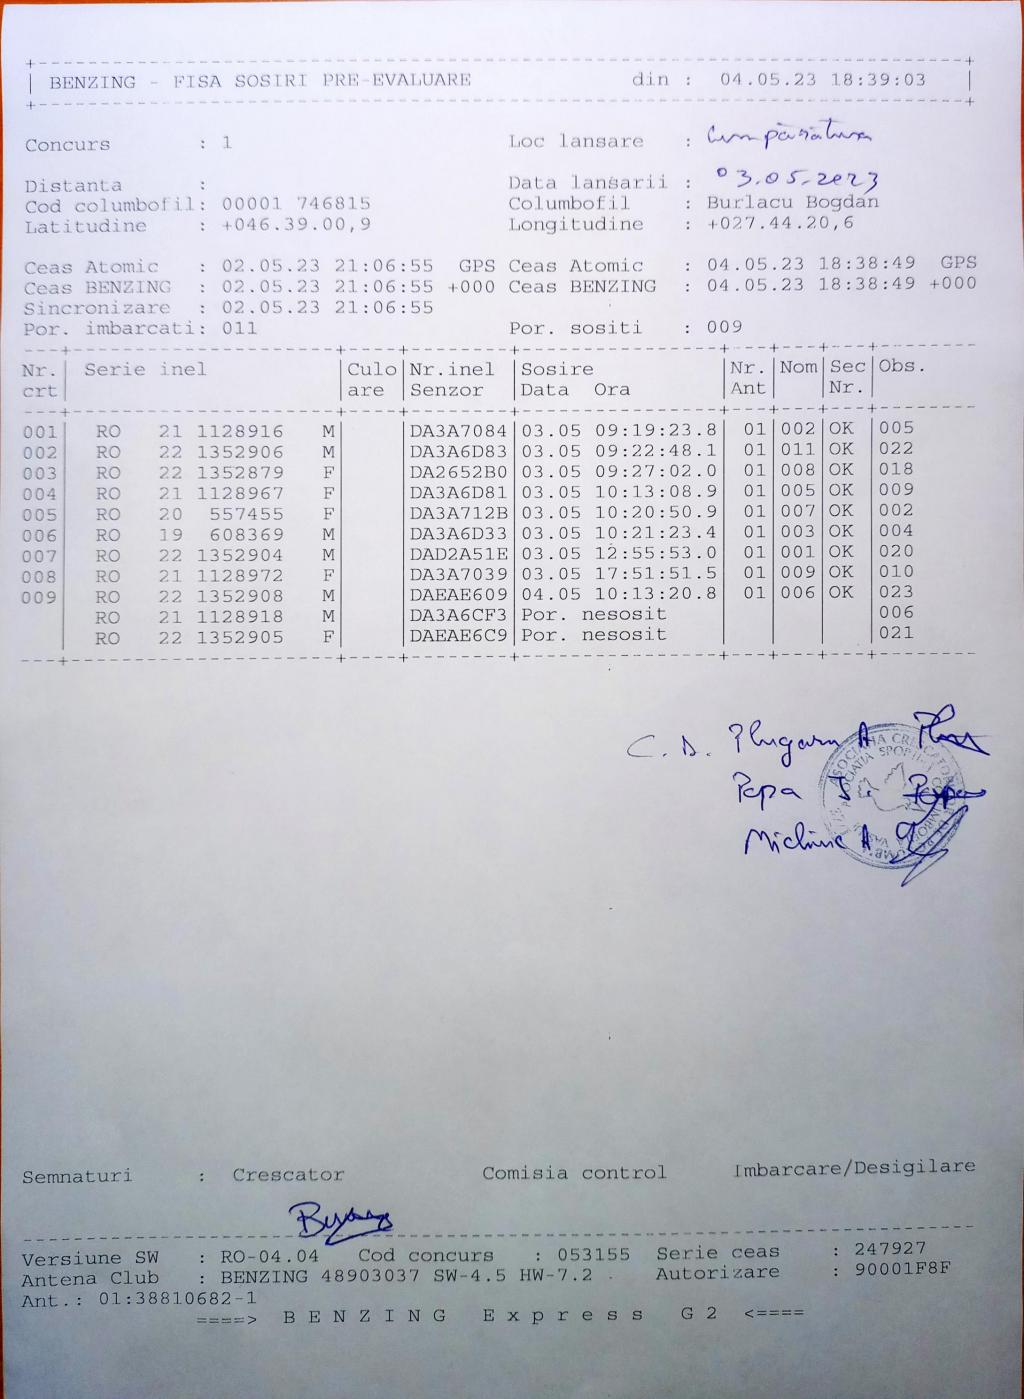 BENZING - FISA SOSIRI PRE-EVALUARE din : 04.05.23 18:39:03
Concurs : 1 Loc lansare :
Distanta : Data lansarii : 03.05.2023
Cod columbofil: 00001 746815 Columbofil : Burlacu Bogdan
Latitudine : +046.39.00,9 Longitudine : +027.44.20,6
Ceas Atomic : 02.05.23 21:06:55 GPS Ceas Atomic : 04.05.23 18:38:49 GPS
Ceas BENZING : 02.05.23 21:06:55 +000 Ceas BENZING : 04.05.23 18:38:49 +000
Sincronizare : 02.05.23 21:06:55
Por. imbarcati: 011 Por. sositi : 009
Nr. Serie inel Culo Nr.inel Sosire Nr. Nom Sec Obs.
crt are Senzor Data Ora Ant Nr.
001 RO 21 1128916 M DA3A7084 03.05 09:19:23.8 01 002 OK 005
002 RO 22 1352906 M DA3A6D83 03.05 09:22:48.1 01 011 OK 022
003 RO 22 1352879 F DA2652B0 03.05 09:27:02.0 01 008 OK 018
004 RO 21 1128967 F DA3A6D81 03.05 10:13:08.9 01 005 OK 009
005 RO 20 557455 F DA3A712B 03.05 10:20:50.9 01 007 OK 002
006 RO 19 608369 M DA3A6D33 03.05 10:21:23.4 01 003 OK 004
007 RO 22 1352904 M DAD2A51E 03.05 12:55:53.0 01 001 OK 020
008 RO 21 1128972 F DA3A7039 03.05 17:51:51.5 01 009 OK 010
009 RO 22 1352908 M DAEAE609 04.05 10:13:20.8 01 006 OK 023
RO 21 1128918 M DA3A6CF3 Por. nesosit 006
RO 22 1352905 F DAEAE6C9 Por. nesosit 021
C. D. Plugaru A
Popa
A
Semnaturi : Crescator Comisia control Imbarcare/Desigilare
Versiune SW : RO-04.04 Cod concurs : 053155 Serie ceas : 247927
Antena Club : BENZING 48903037 SW-4.5 HW-7.2 Autorizare : 90001F8F
Ant.: 01:38810682-1
====> BENZING Express G2 <====